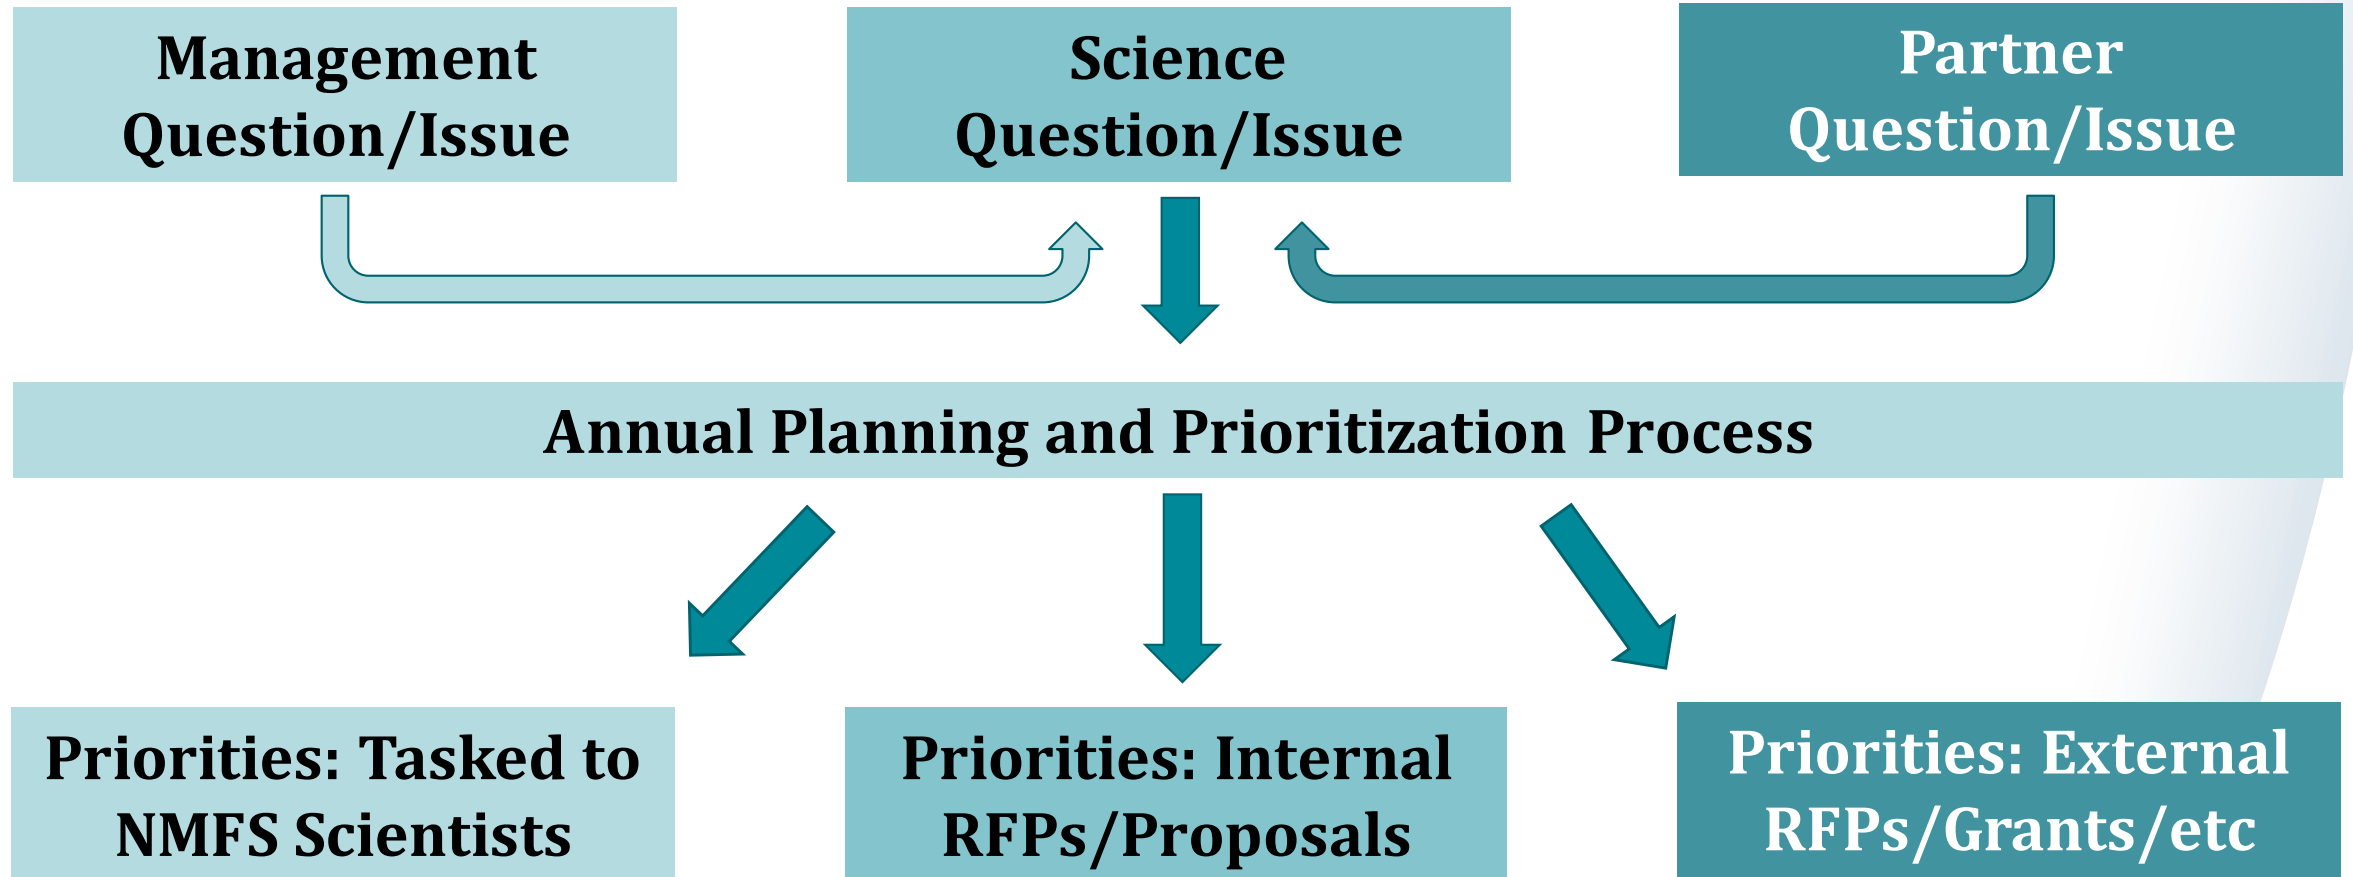 Management
Question/Issue
Science
Question/Issue
Partner
Question/Issue
Annual Planning and Prioritization Process
Priorities: Tasked to
NMFS Scientists
Priorities: Internal
RFPs/Proposals
Priorities: External
RFPs/Grants/etc